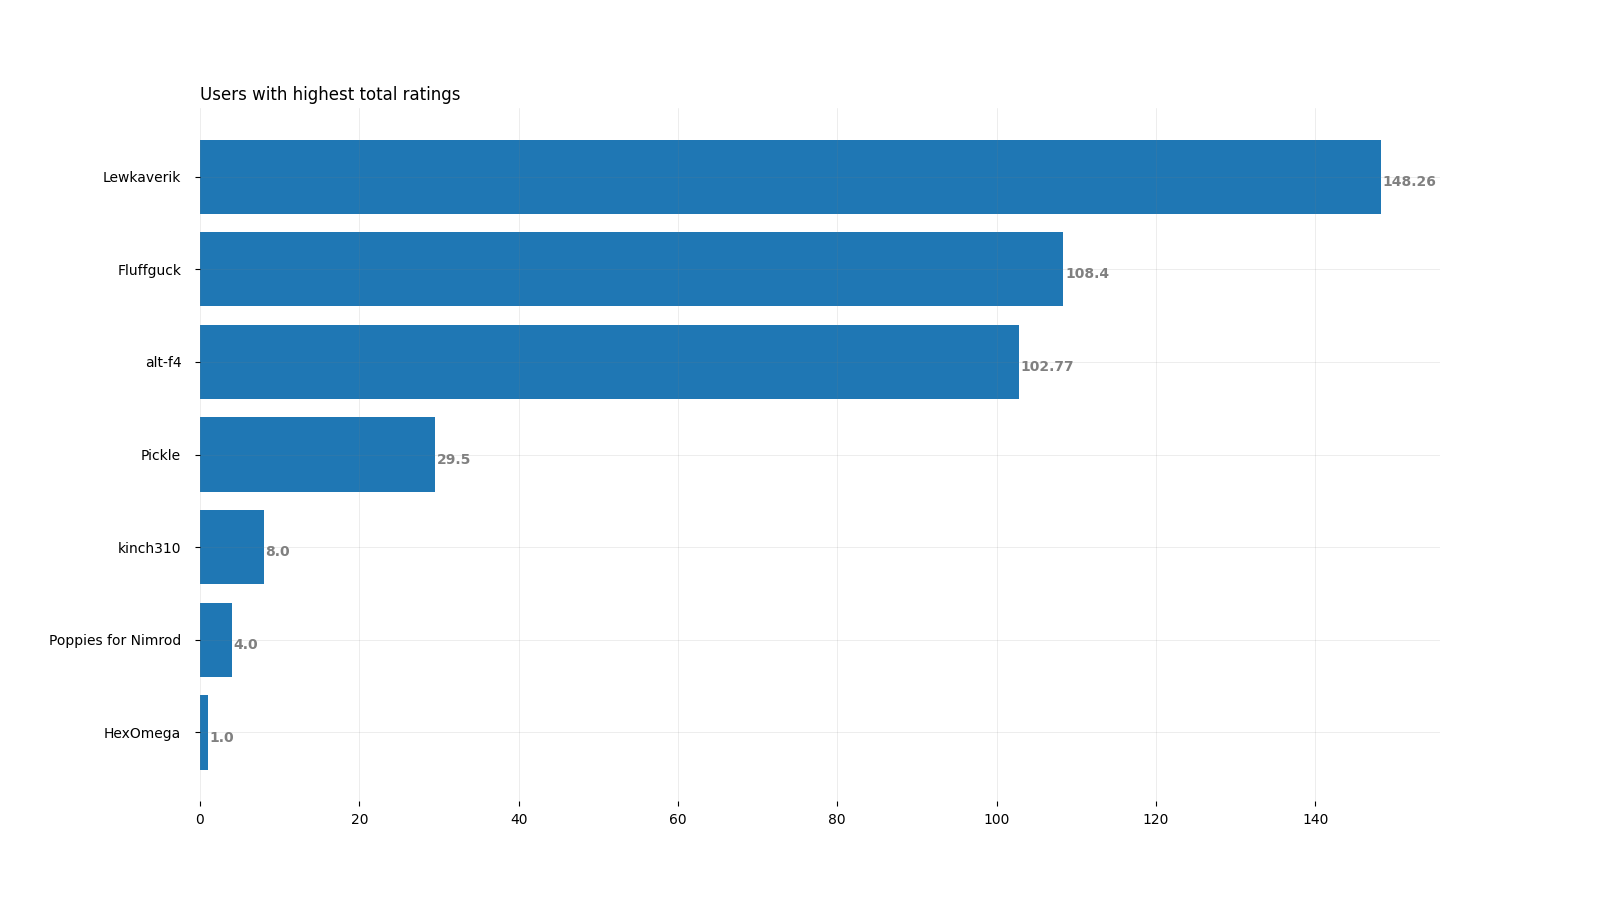 Users with highest total ratings
Lewkaverik
148.26
Fluffguck
108.4
alt-f4
102.77
Pickle
29.5
kinch310
8.0
Poppies for Nimrod
4.0
HexOmega
1.0
0 20 40 60 80 100 120 140